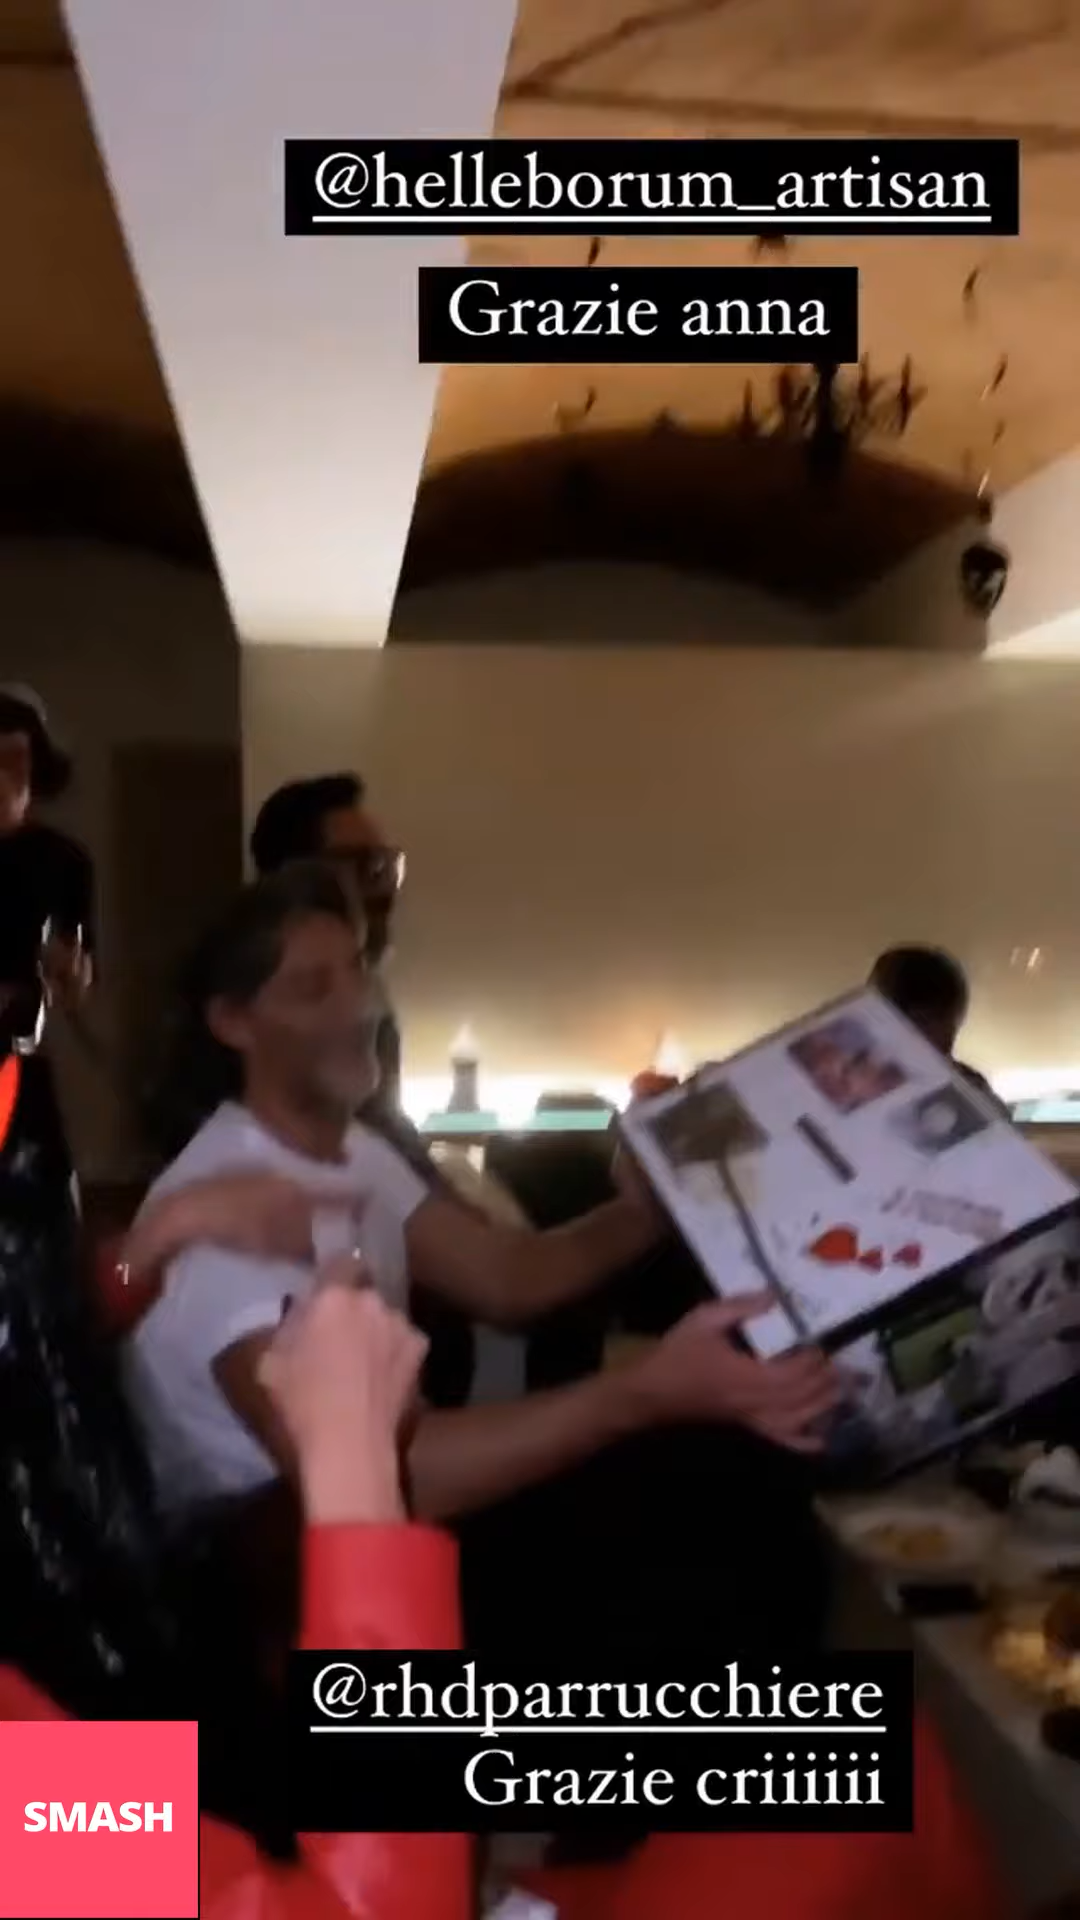 @helleborum_artisan
Grazie anna
@rhdparrucchiere
Grazie criiiiii
SMASH